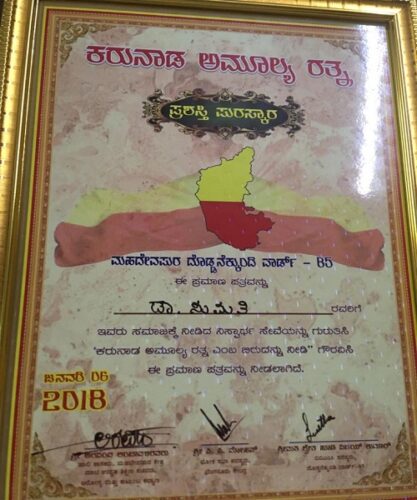 ಕರುನಾಡ ಅಮೂಲ್ಯ ರತ್ನ
ಪ್ರಶಸ್ತಿ ಪುರಸ್ಕಾರ
ಮಹದೇವಪುರ ದೊಡ್ಡನೆಕ್ಕುಂದಿ ವಾರ್ಡ್ - 85
ಈ ಪ್ರಮಾಣ ಪತ್ರವನ್ನು
ಡಾ. ಸುಮತಿ ರವರಿಗೆ
ಇವರು ಸಮಾಜಕ್ಕೆ ನೀಡಿದ ನಿಸ್ವಾರ್ಥ ಸೇವೆಯನ್ನು ಗುರುತಿಸಿ
'ಕರುನಾಡ ಅಮೂಲ್ಯ ರತ್ನ ಎಂಬ ಬಿರುದನ್ನು ನೀಡಿ" ಗೌರವಿಸಿ
ಈ ಪ್ರಮಾಣ ಪತ್ರವನ್ನು ನೀಡಲಾಗಿದೆ.
ಜನವರಿ 06
2018